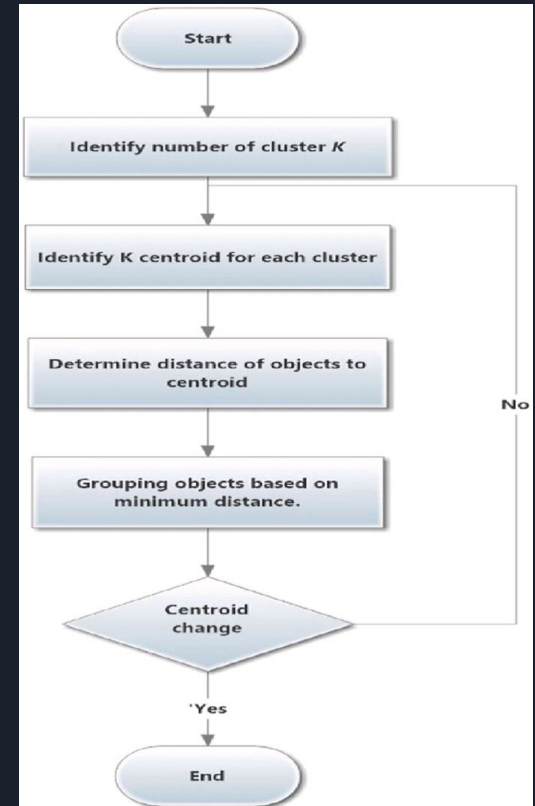 Start
Identify number of cluster K
Identify K centroid for each cluster
Determine distance of objects to
centroid
No
Grouping objects based on
minimum distance.
Centroid
change
'Yes
End